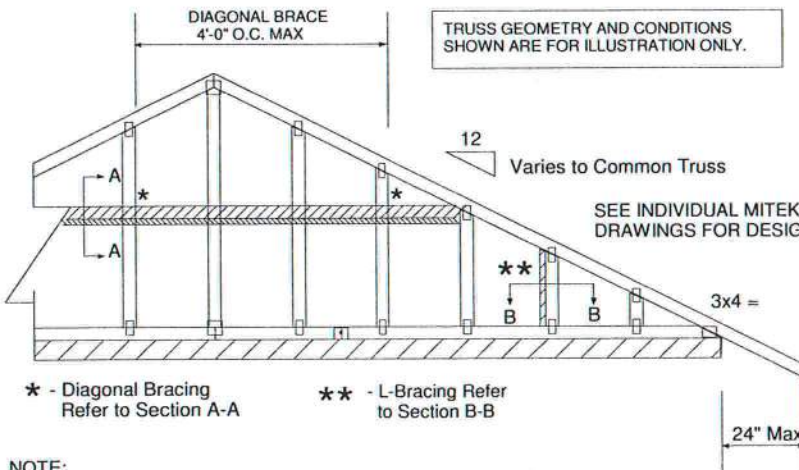 DIAGONAL BRACE
4'-0" O.C. MAX
TRUSS GEOMETRY AND CONDITIONS
SHOWN ARE FOR ILLUSTRATION ONLY.
12
Varies to Common Truss
A
*
*
A
SEE INDIVIDUAL MITEK
DRAWINGS FOR DESIG
**
B
B
3x4 =
* - Diagonal Bracing
Refer to Section A-A
** - L-Bracing Refer
to Section B-B
24" Max
NOTE: